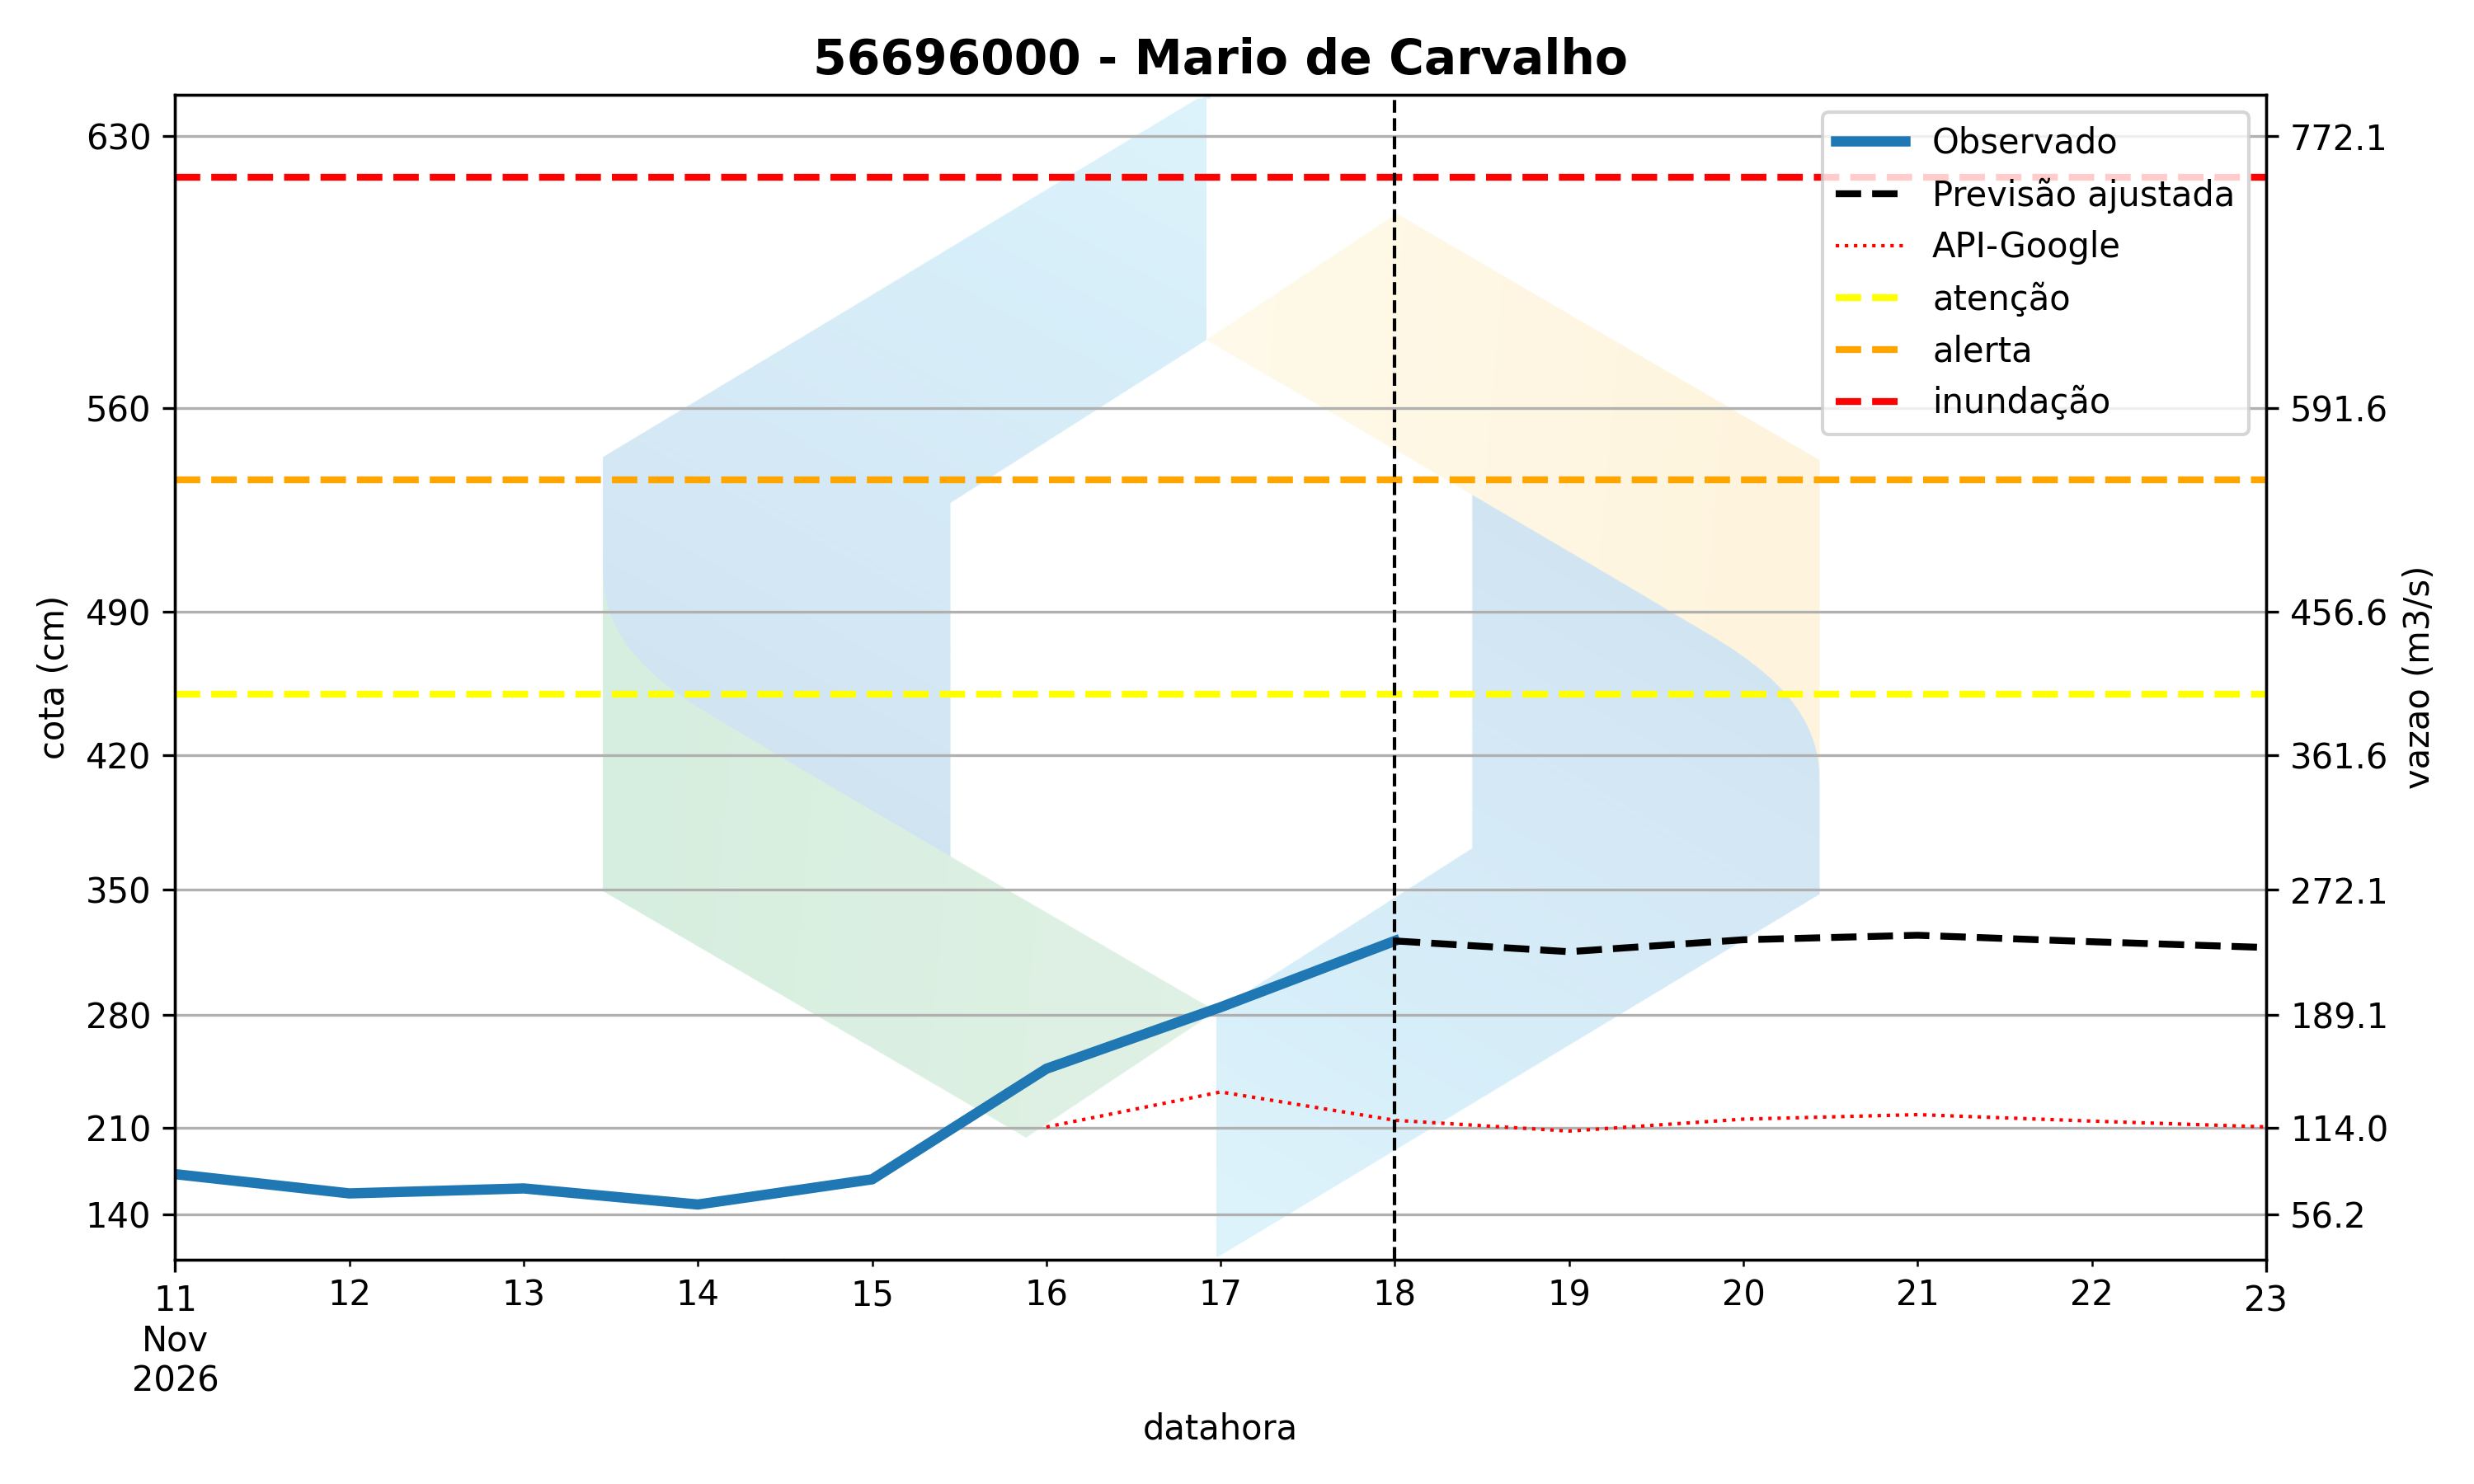 56696000 - Mario de Carvalho
630
560
490
420
350
280
210
140
cota (cm)
772.1
591.6
456.6
361.6
272.1
189.1
114.0
56.2
vazao (m3/s)
Observado
Previsão ajustada
API-Google
atenção
alerta
inundação
11 12 13 14 15 16 17 18 19 20 21 22 23
Nov
2026
datahora